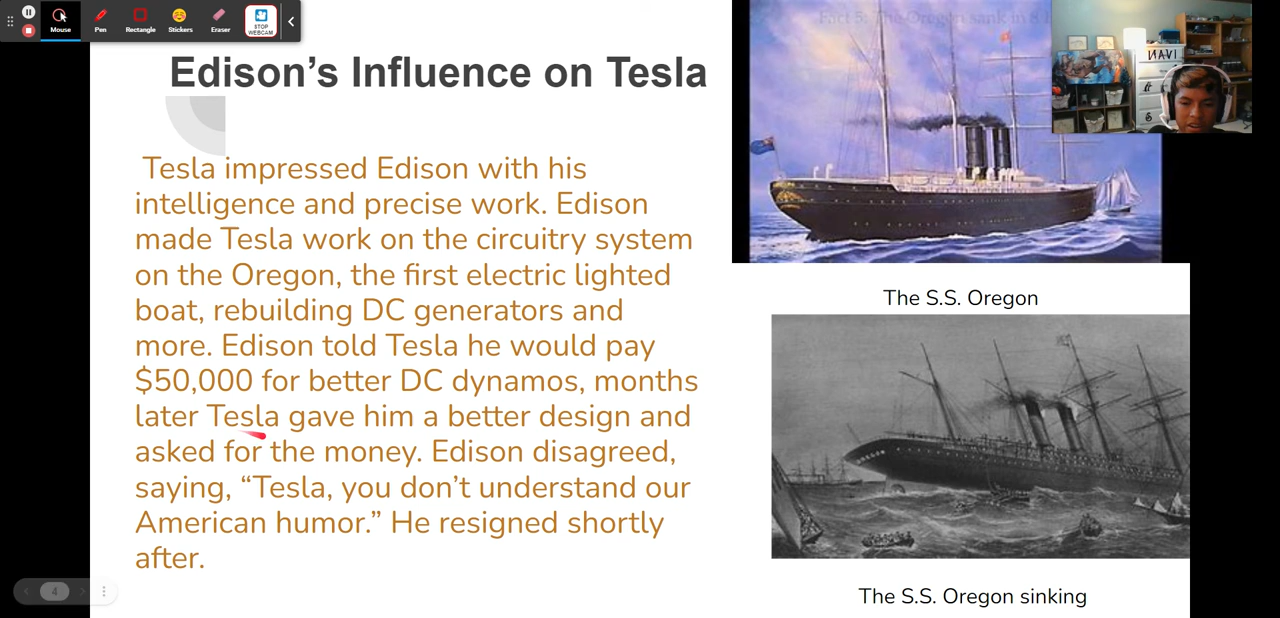 Mouse
Pen
Rectangle
Stickers
Eraser
STOP
WEBCAM
Fact 5: The Oregon sank in 8
Edison's Influence on Tesla
Tesla impressed Edison with his
intelligence and precise work. Edison
made Tesla work on the circuitry system
on the Oregon, the first electric lighted
boat, rebuilding DC generators and
more. Edison told Tesla he would pay
$50,000 for better DC dynamos, months
later Tesla gave him a better design and
asked for the money. Edison disagreed,
saying, “Tesla, you don’t understand our
American humor.” He resigned shortly
after.
The S.S. Oregon
The S.S. Oregon sinking
4